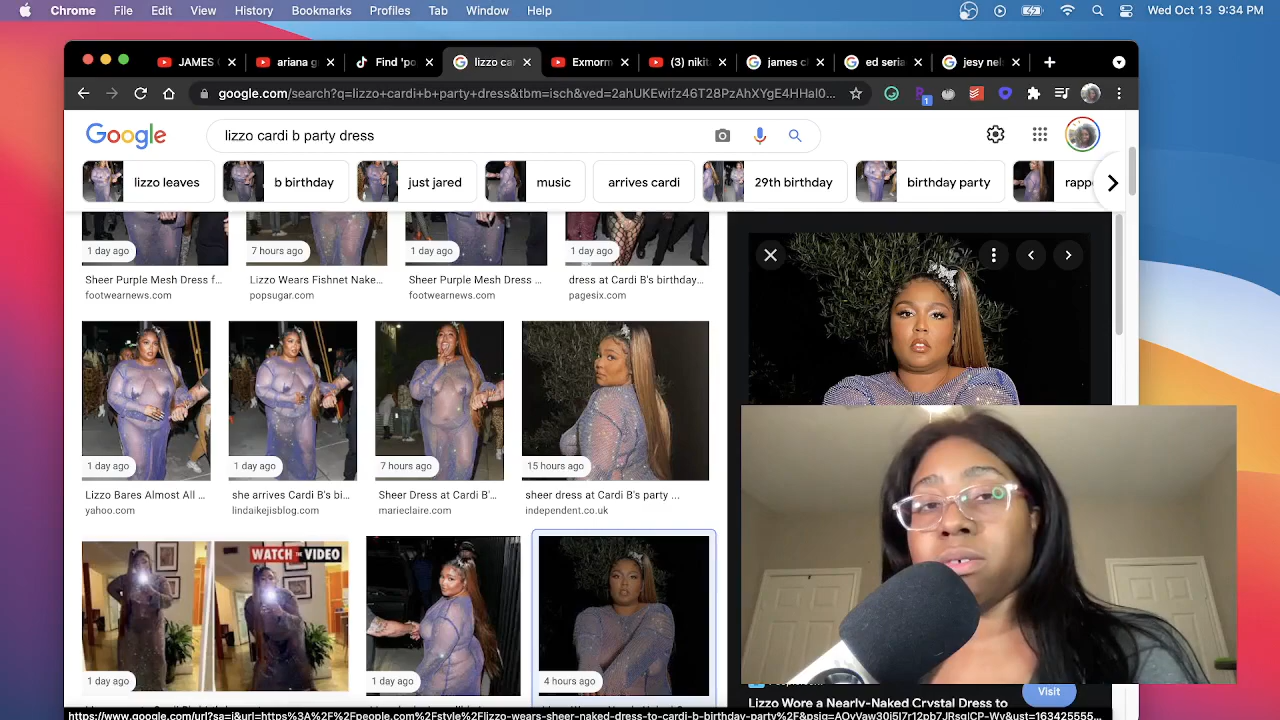 Chrome File Edit View History Bookmarks Profiles Tab Window Help Wed Oct 13 9:34 PM
JAMES ariana g Find 'po lizzo car Exmorm (3) nikit james ch ed seria jesy nel
google.com/search?q=lizzo+cardi+b+party+dress&tbm=isch&ved=2ahUKEwifz46T28PzAhXYgE4HHaI0...
1
Google
lizzo cardi b party dress
lizzo leaves b birthday just jared music arrives cardi 29th birthday birthday party rapp
1 day ago 7 hours ago 1 day ago 1 day ago
Sheer Purple Mesh Dress f... Lizzo Wears Fishnet Nake... Sheer Purple Mesh Dress ... dress at Cardi B's birthday...
footwearnews.com popsugar.com footwearnews.com pagesix.com
1 day ago 1 day ago 7 hours ago 15 hours ago
Lizzo Bares Almost All ... she arrives Cardi B's bi... Sheer Dress at Cardi B'... sheer dress at Cardi B's party ...
yahoo.com lindaikejisblog.com marieclaire.com independent.co.uk
WATCH THE VIDEO
1 day ago 1 day ago 4 hours ago
Lizzo Wore a Nearly-Naked Crystal Dress to
Visit